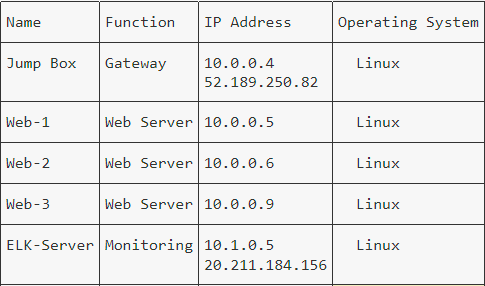 Name Function IP Address Operating System
Jump Box Gateway 10.0.0.4 Linux
52.189.250.82
Web-1 Web Server 10.0.0.5 Linux
Web-2 Web Server 10.0.0.6 Linux
Web-3 Web Server 10.0.0.9 Linux
ELK-Server Monitoring 10.1.0.5 Linux
20.211.184.156